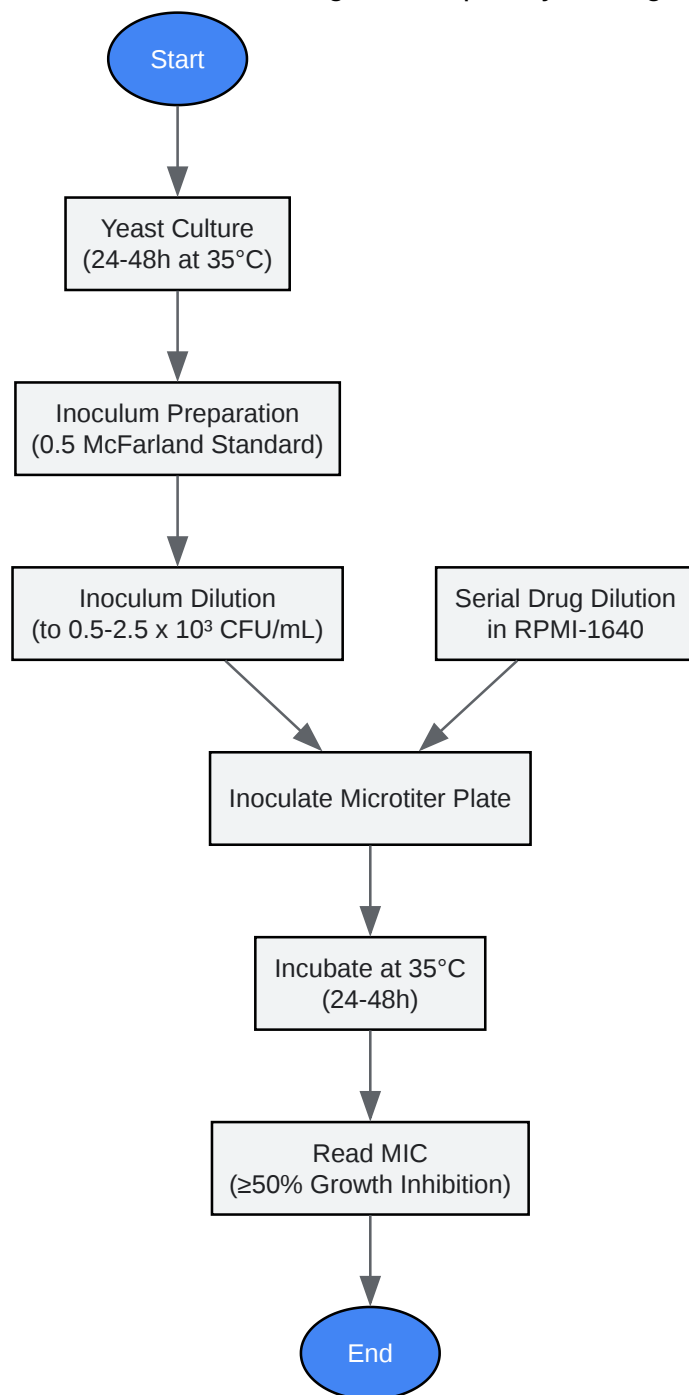 Start
Yeast Culture
(24-48h at 35°C)
Inoculum Preparation
(0.5 McFarland Standard)
Inoculum Dilution
(to 0.5-2.5 x 10³ CFU/mL)
Serial Drug Dilution
in RPMI-1640
Inoculate Microtiter Plate
Incubate at 35°C
(24-48h)
Read MIC
(≥50% Growth Inhibition)
End